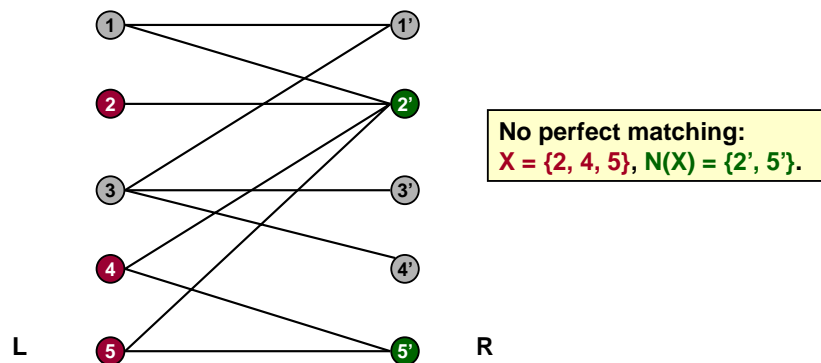 1 1'
2 2'
No perfect matching:
X = {2, 4, 5}, N(X) = {2', 5'}.
3 3'
4 4'
L 5 5' R